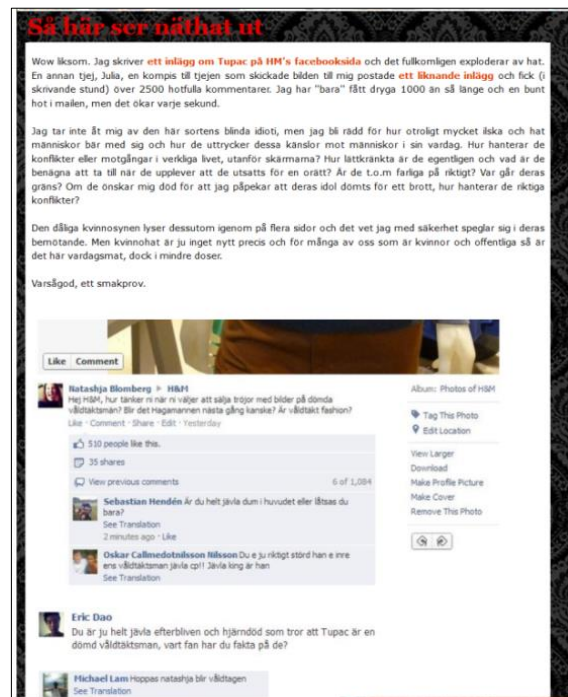 Så här ser näthat ut
Wow liksom. Jag skriver ett inlägg om Tupac på HM's facebooksida och det fullkomligen exploderar av hat.
En annan tjej, Julia, en kompis till tjejen som skickade bilden till mig postade ett liknande inlägg och fick (i
skrivande stund) över 2500 hotfulla kommentarer. Jag har "bara" fått dryga 1000 än så länge och en bunt
hot i mailen, men det ökar varje sekund.
Jag tar inte åt mig av den här sortens blinda idioti, men jag bli rädd för hur otroligt mycket ilska och hat
människor bär med sig och hur de uttrycker dessa känslor mot människor i sin vardag. Hur hanterar de
konflikter eller motgångar i verkliga livet, utanför skärmarna? Hur lättkränkta är de egentligen och vad är de
benägna att ta till när de upplever att de utsatts för en orätt? Är de t.o.m farliga på riktigt? Var går deras
gräns? Om de önskar mig död för att jag påpekar att deras idol dömts för ett brott, hur hanterar de riktiga
konflikter?
Den dåliga kvinnosynen lyser dessutom igenom på flera sidor och det vet jag med säkerhet speglar sig i deras
bemötande. Men kvinnohat är ju inget nytt precis och för många av oss som är kvinnor och offentliga så är
det här vardagsmat, dock i mindre doser.
Varsågod, ett smakprov.
Like Comment
Natashja Blomberg ▶ H&M
Hej H&M, hur tänker ni när ni väljer att sälja tröjor med bilder på dömda
våldtäktsmän? Blir det Hagamannen nästa gång kanske? Är våldtäkt fashion?
Like · Comment · Share · Edit · Yesterday
510 people like this.
35 shares
View previous comments 6 of 1,084
Sebastian Hendén Är du helt jävla dum i huvudet eller låtsas du
bara?
See Translation
2 minutes ago · Like
Oskar Callmedotnilsson Nilsson Du e ju riktigt störd han e inre
ens våldtäktsman jävla cp!! Jävla king är han
See Translation
Album: Photos of H&M
Tag This Photo
Edit Location
View Larger
Download
Make Profile Picture
Make Cover
Remove This Photo
Eric Dao
Du är ju helt jävla efterbliven och hjärndöd som tror att Tupac är en
dömd våldtäktsman, vart fan har du fakta på de?
Michael Lam Hoppas natashja blir våldtagen
See Translation